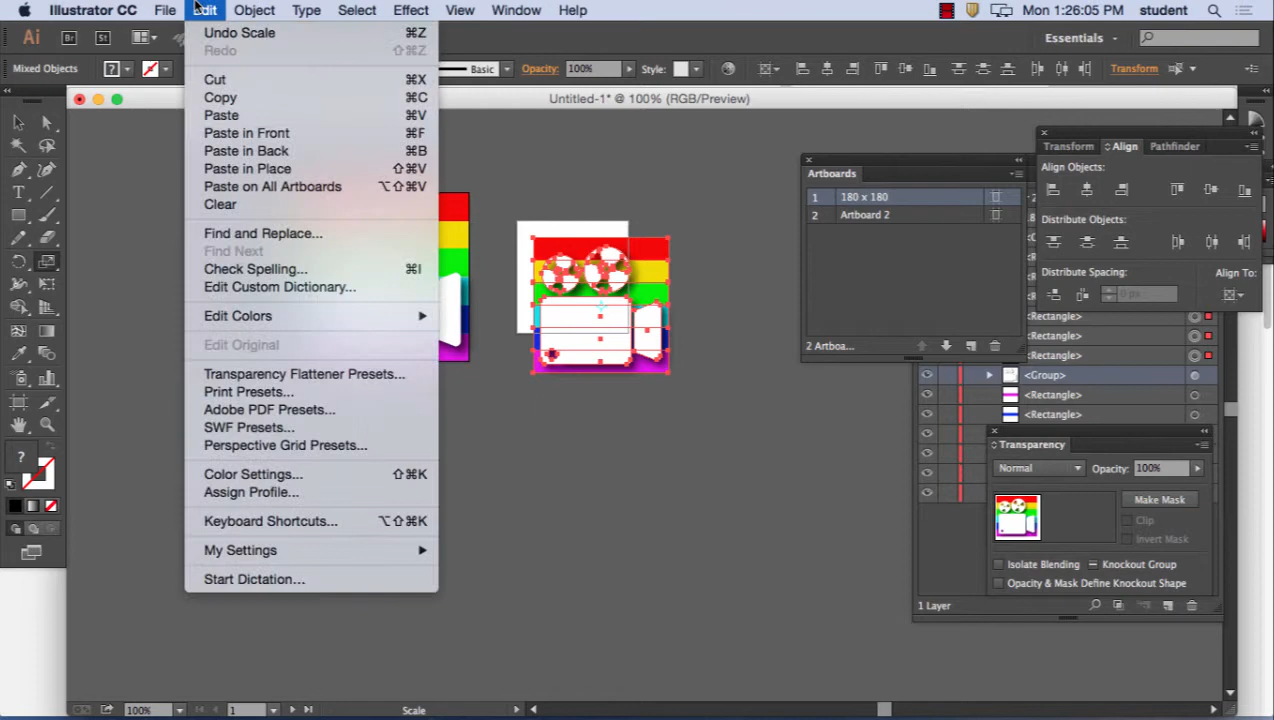 Illustrator CC File Edit Object Type Select Effect View Window Help Mon 1:26:05 PM student
Ai Br St Essentials
Mixed Objects ? Basic Opacity: 100% Style: Transform
Untitled-1* @ 100% (RGB/Preview)
Undo Scale ⌘Z
Redo ⇧⌘Z
Cut ⌘X
Copy ⌘C
Paste ⌘V
Paste in Front ⌘F
Paste in Back ⌘B
Paste in Place ⇧⌘V
Paste on All Artboards ⌥⇧⌘V
Clear
Find and Replace...
Find Next
Check Spelling... ⌘I
Edit Custom Dictionary...
Edit Colors
Edit Original
Transparency Flattener Presets...
Print Presets...
Adobe PDF Presets...
SWF Presets...
Perspective Grid Presets...
Color Settings... ⇧⌘K
Assign Profile...
Keyboard Shortcuts... ⌥⇧⌘K
My Settings
Start Dictation...
Artboards
1 180 x 180
2 Artboard 2
2 Artboa...
Transform Align Pathfinder
Align Objects:
Distribute Objects:
Distribute Spacing: Align To:
0 px
<Rectangle>
<Rectangle>
<Rectangle>
<Group>
<Rectangle>
<Rectangle>
Transparency
Normal Opacity: 100%
Make Mask
Clip
Invert Mask
Isolate Blending Knockout Group
Opacity & Mask Define Knockout Shape
1 Layer
?
100% 1 Scale